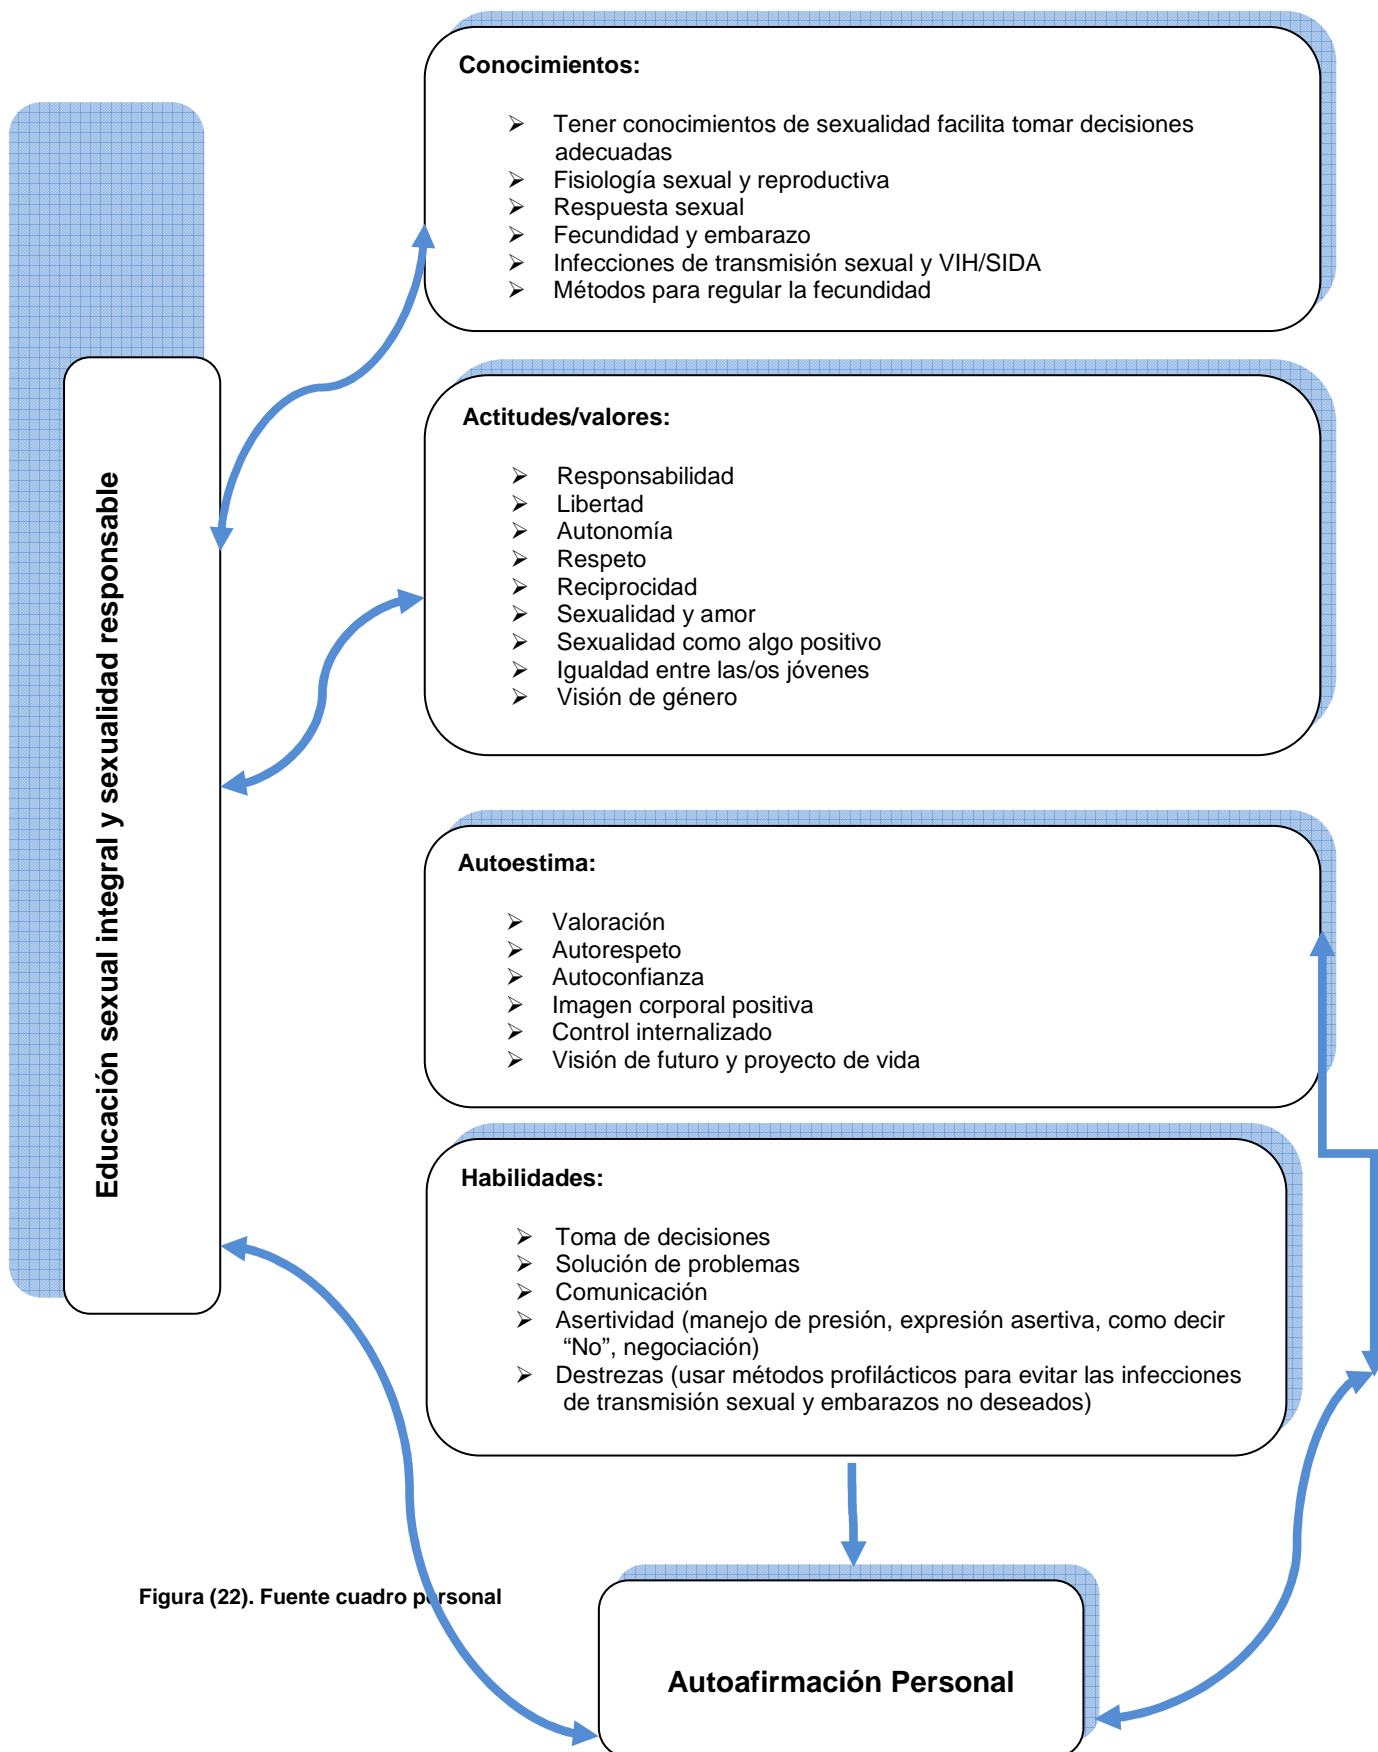 Conocimientos:
➢ Tener conocimientos de sexualidad facilita tomar decisiones
adecuadas
➢ Fisiología sexual y reproductiva
➢ Respuesta sexual
➢ Fecundidad y embarazo
➢ Infecciones de transmisión sexual y VIH/SIDA
➢ Métodos para regular la fecundidad
Educación sexual integral y sexualidad responsable
Actitudes/valores:
➢ Responsabilidad
➢ Libertad
➢ Autonomía
➢ Respeto
➢ Reciprocidad
➢ Sexualidad y amor
➢ Sexualidad como algo positivo
➢ Igualdad entre las/os jóvenes
➢ Visión de género
Autoestima:
➢ Valoración
➢ Autorespeto
➢ Autoconfianza
➢ Imagen corporal positiva
➢ Control internalizado
➢ Visión de futuro y proyecto de vida
Habilidades:
➢ Toma de decisiones
➢ Solución de problemas
➢ Comunicación
➢ Asertividad (manejo de presión, expresión asertiva, como decir
“No”, negociación)
➢ Destrezas (usar métodos profilácticos para evitar las infecciones
de transmisión sexual y embarazos no deseados)
Figura (22). Fuente cuadro personal
Autoafirmación Personal